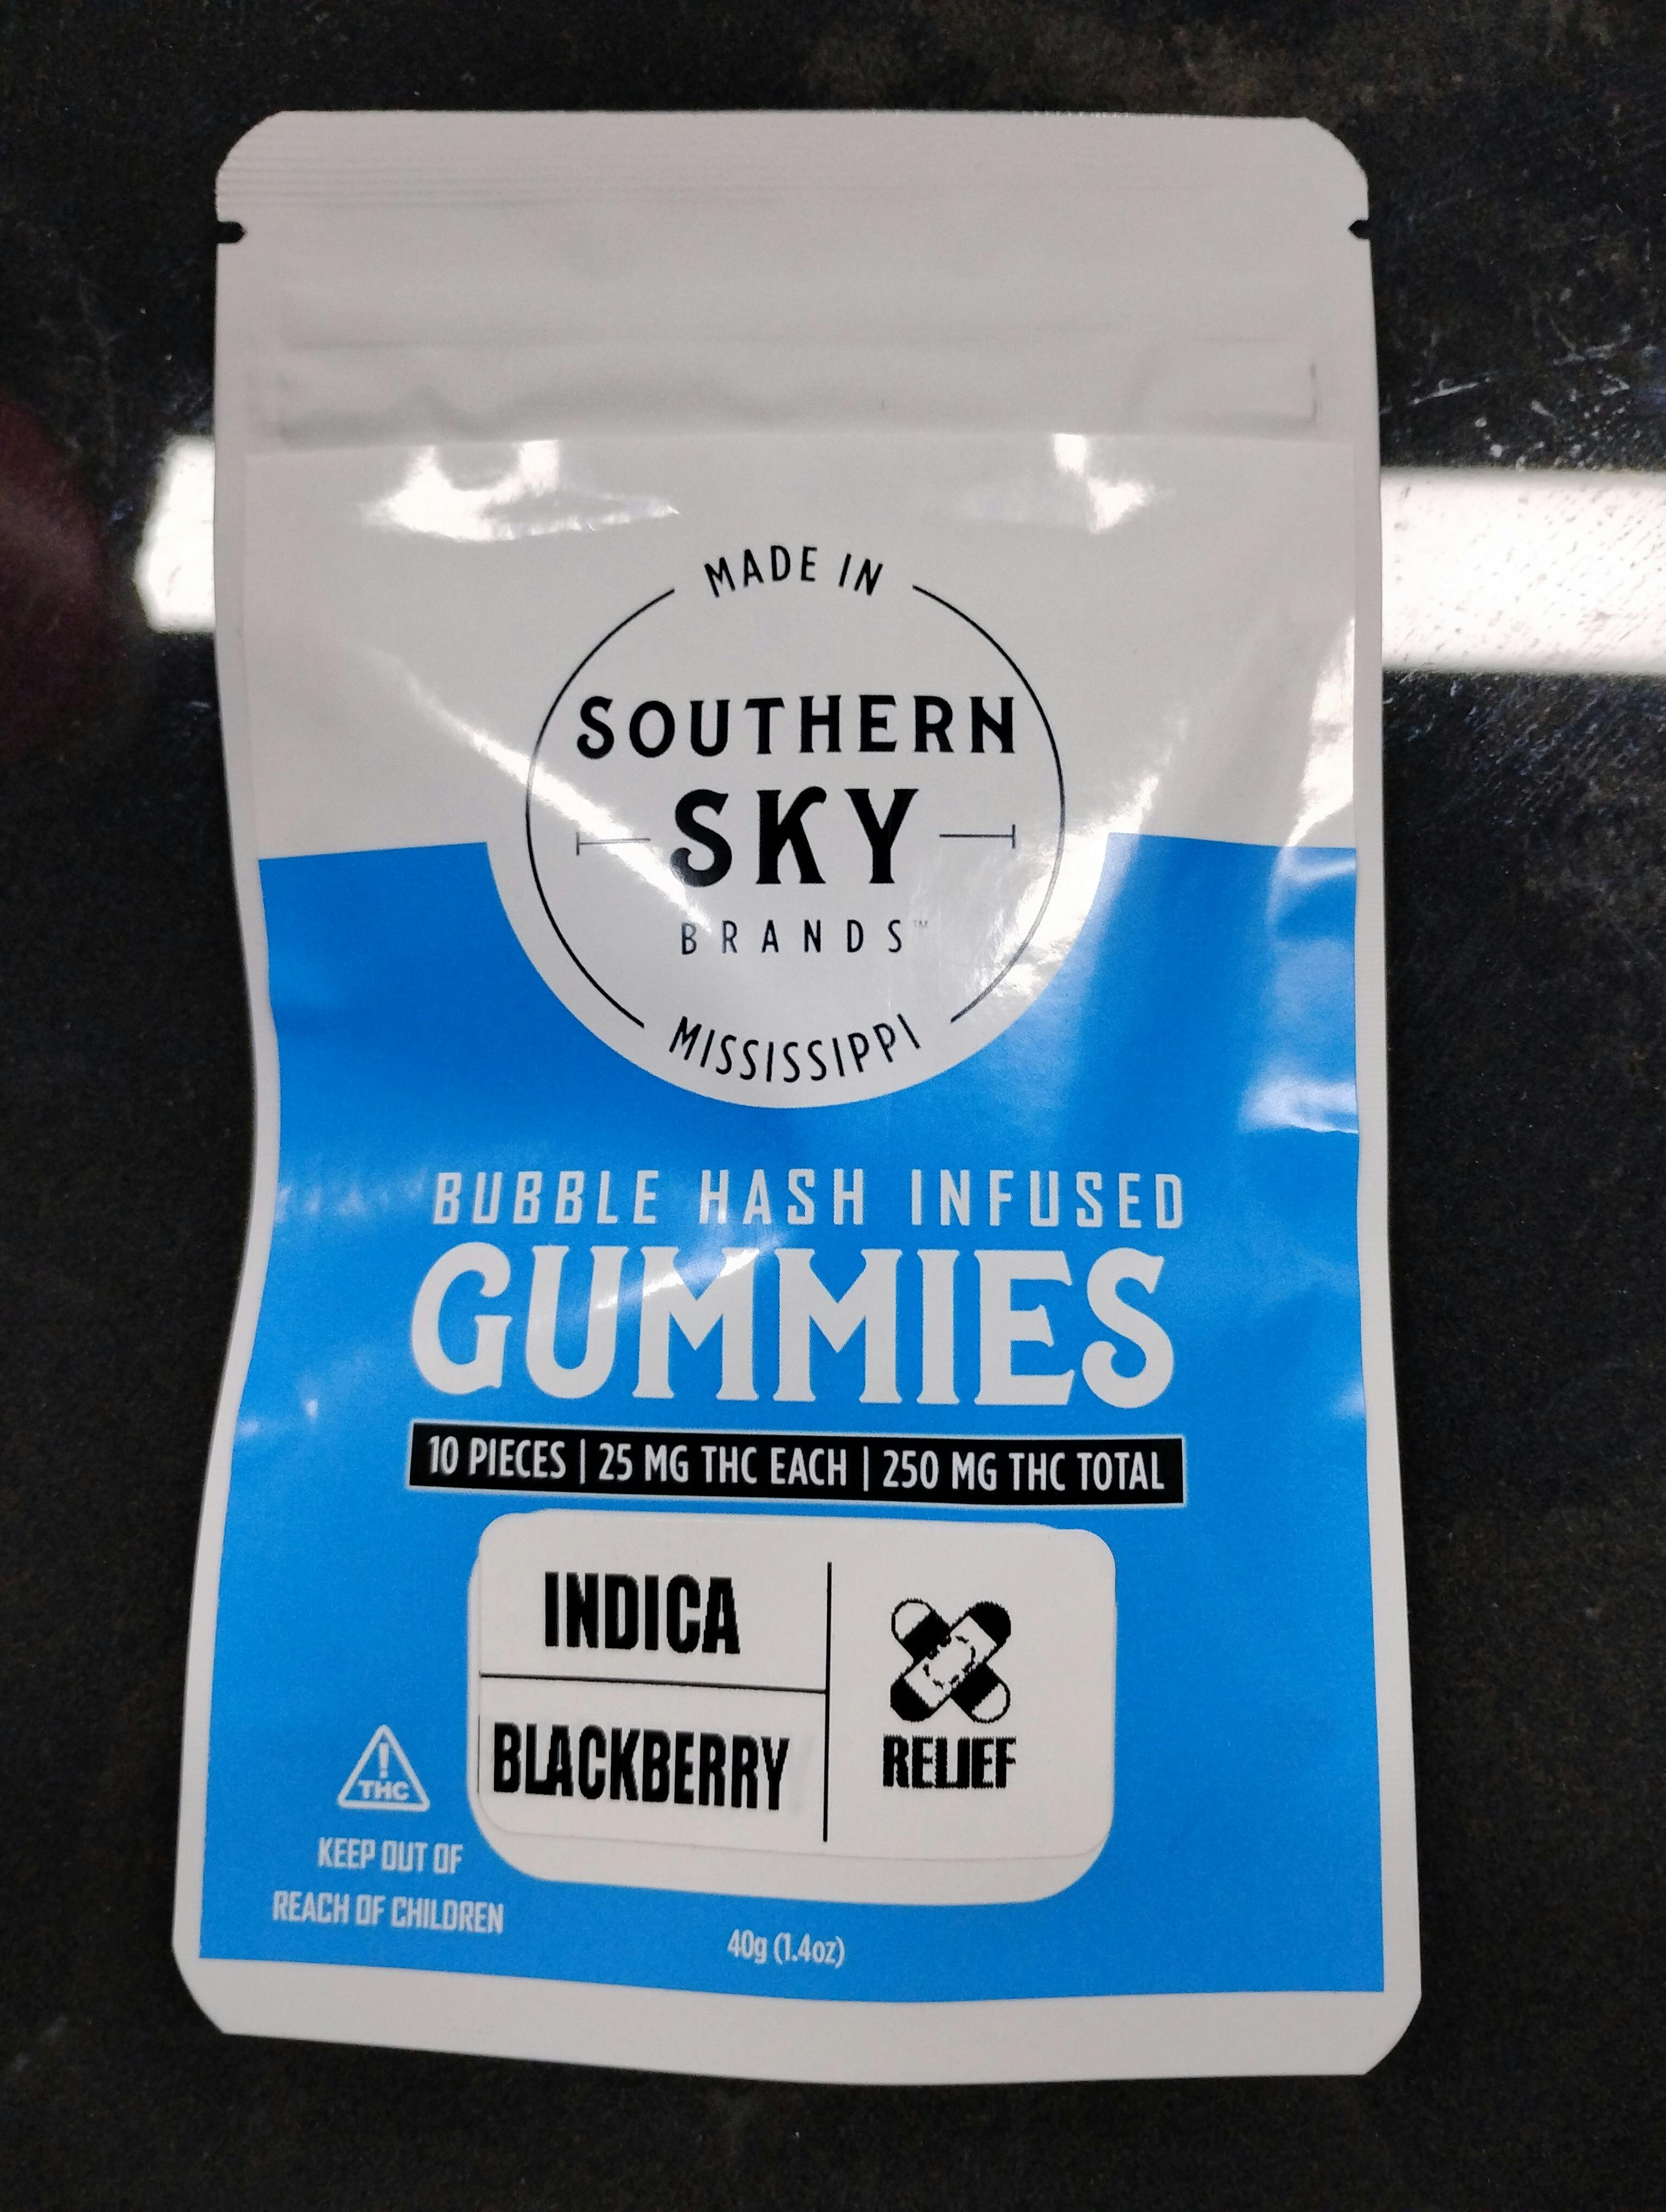 MADE IN
SOUTHERN
SKY
BRANDS™
MISSISSIPPI
BUBBLE HASH INFUSED
GUMMIES
10 PIECES | 25 MG THC EACH | 250 MG THC TOTAL
INDICA
BLACKBERRY
RELIEF
!
THC
KEEP OUT OF
REACH OF CHILDREN
40g (1.4oz)